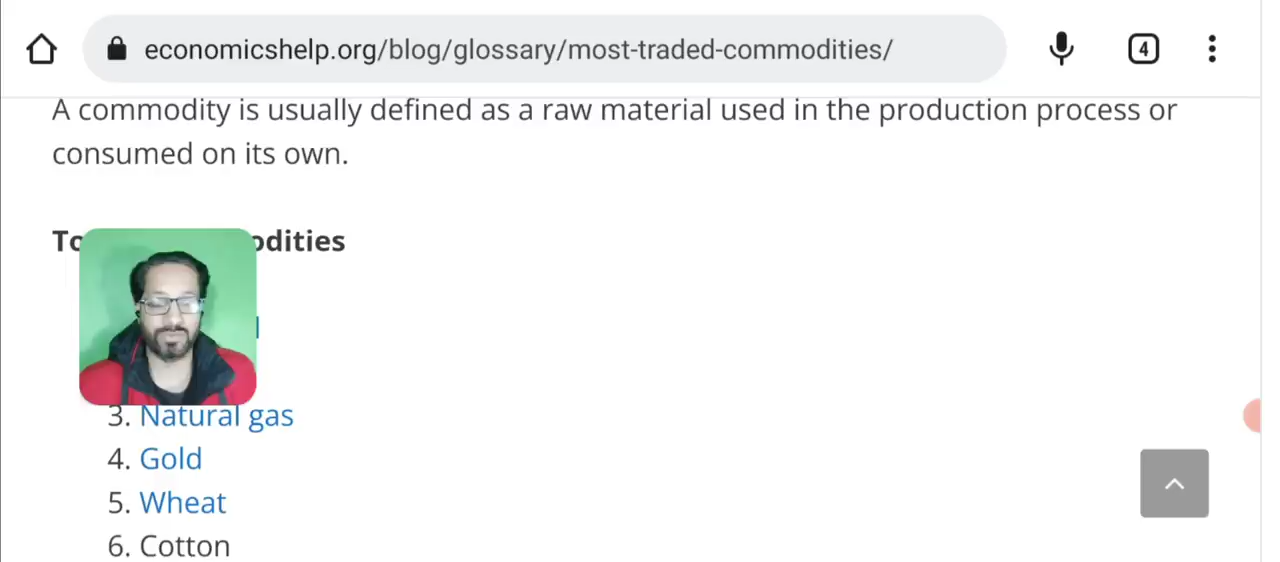 economicshelp.org/blog/glossary/most-traded-commodities/
4
A commodity is usually defined as a raw material used in the production process or
consumed on its own.
3. Natural gas
4. Gold
5. Wheat
6. Cotton